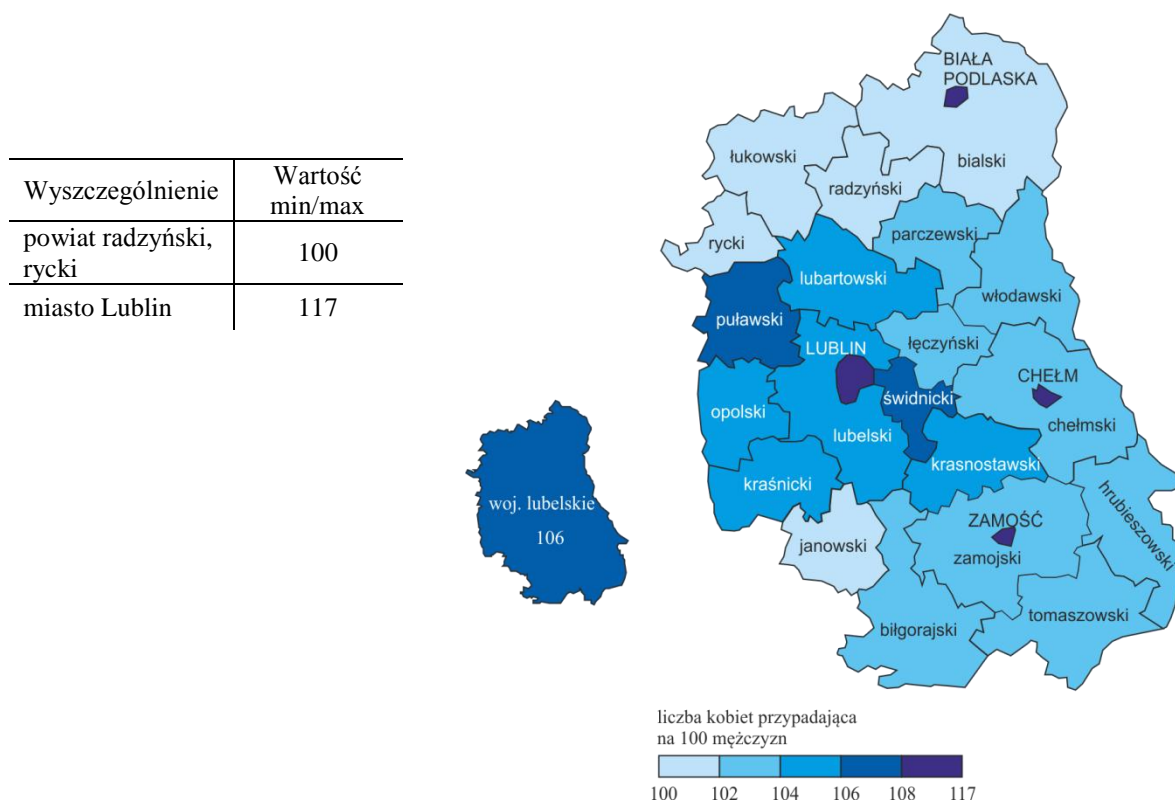 Wyszczególnienie
Wartość
min/max
powiat radzyński,
rycki
100
miasto Lublin
117
woj. lubelskie
106
BIAŁA
PODLASKA
łukowski
bialski
radzyński
rycki
parczewski
lubartowski
włodawski
puławski
łęczyński
LUBLIN
CHEŁM
świdnicki
opolski
chełmski
lubelski
krasnostawski
kraśnicki
hrubieszowski
ZAMOŚĆ
janowski
zamojski
tomaszowski
biłgorajski
liczba kobiet przypadająca
na 100 mężczyzn
100 102 104 106 108 117